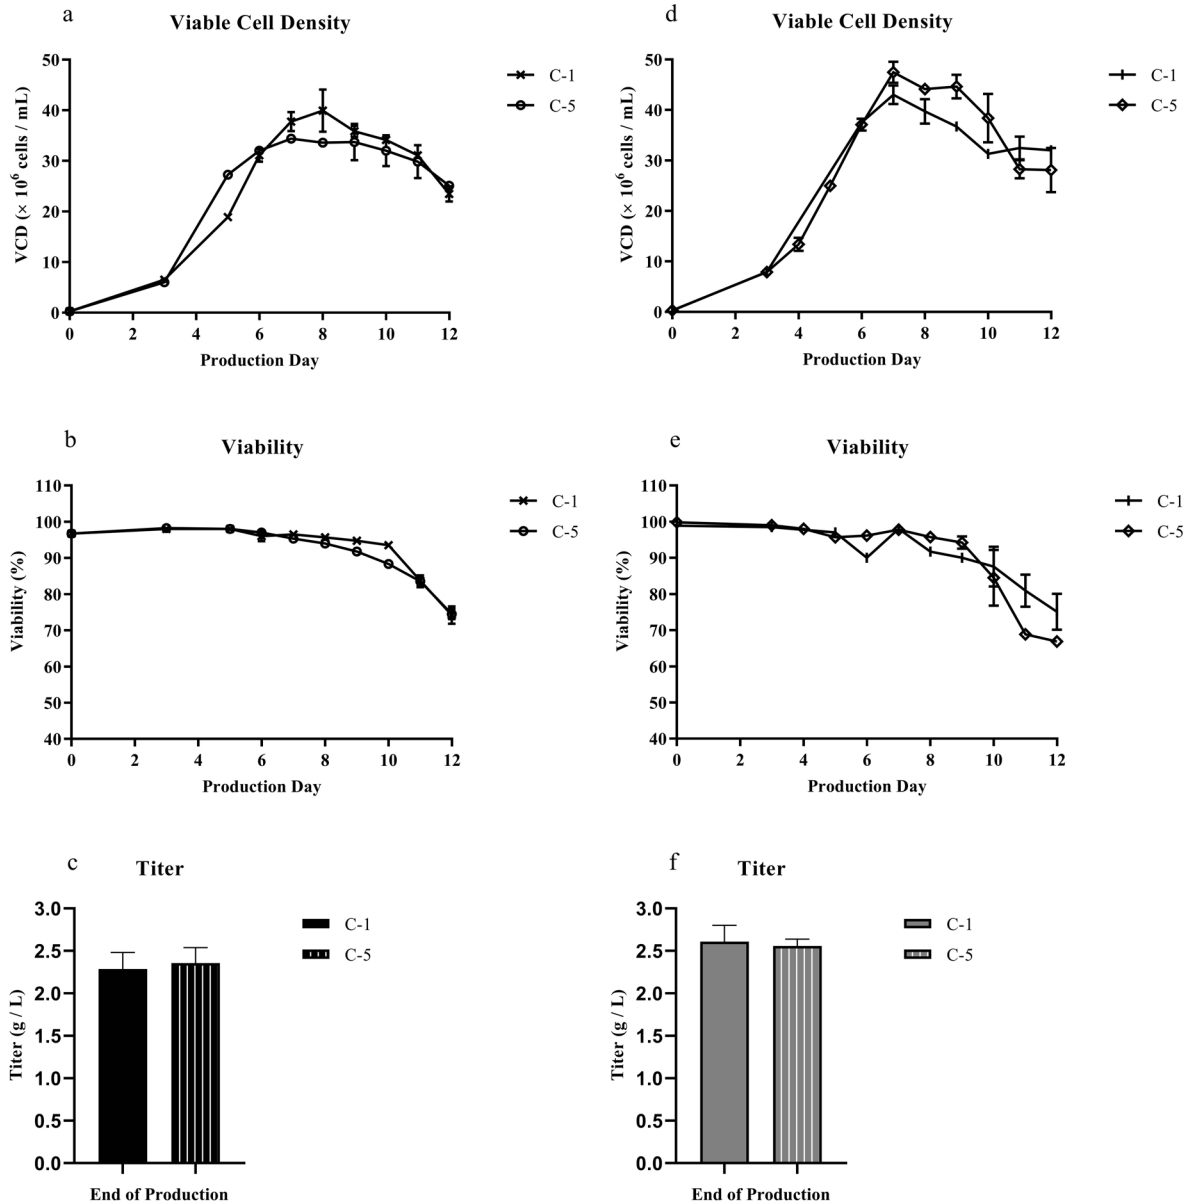 a
Viable Cell Density
50
40
30
20
10
0
VCD (× 10⁶ cells / mL)
0 2 4 6 8 10 12
Production Day
C-1
C-5
d
Viable Cell Density
50
40
30
20
10
0
VCD (× 10⁶ cells / mL)
0 2 4 6 8 10 12
Production Day
C-1
C-5
b
Viability
110
100
90
80
70
60
50
40
Viability (%)
0 2 4 6 8 10 12
Production Day
C-1
C-5
e
Viability
110
100
90
80
70
60
50
40
Viability (%)
0 2 4 6 8 10 12
Production Day
C-1
C-5
c
Titer
3.0
2.5
2.0
1.5
1.0
0.5
0.0
Titer (g / L)
End of Production
C-1
C-5
f
Titer
3.0
2.5
2.0
1.5
1.0
0.5
0.0
Titer (g / L)
End of Production
C-1
C-5